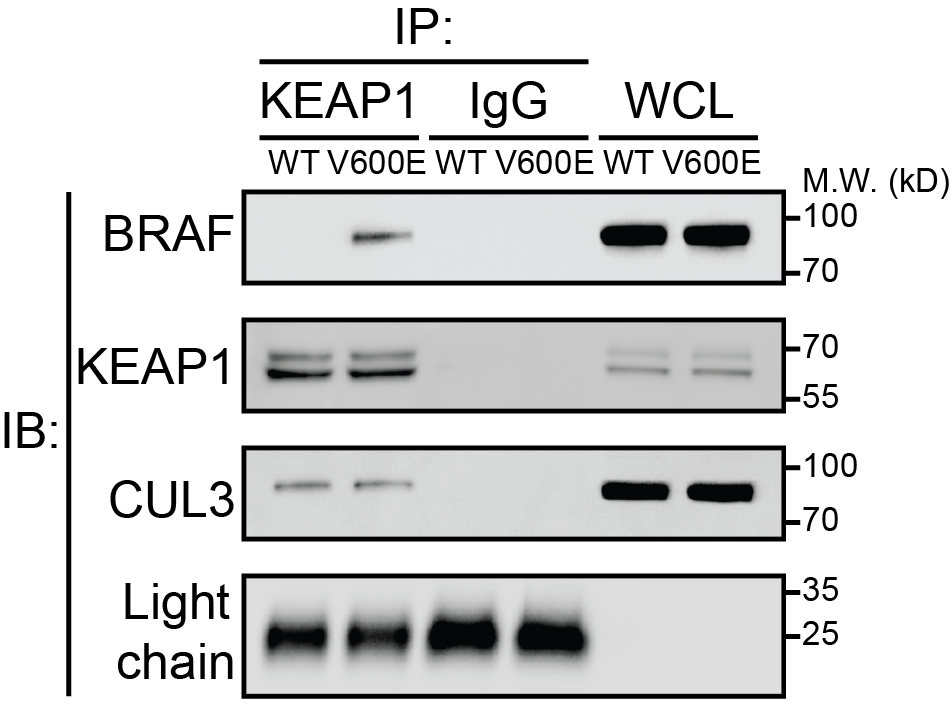 IP:
KEAP1 IgG WCL
WT V600E WT V600E WT V600E
M.W. (kD)
BRAF
100
70
KEAP1
70
55
IB:
CUL3
100
70
Light
chain
35
25